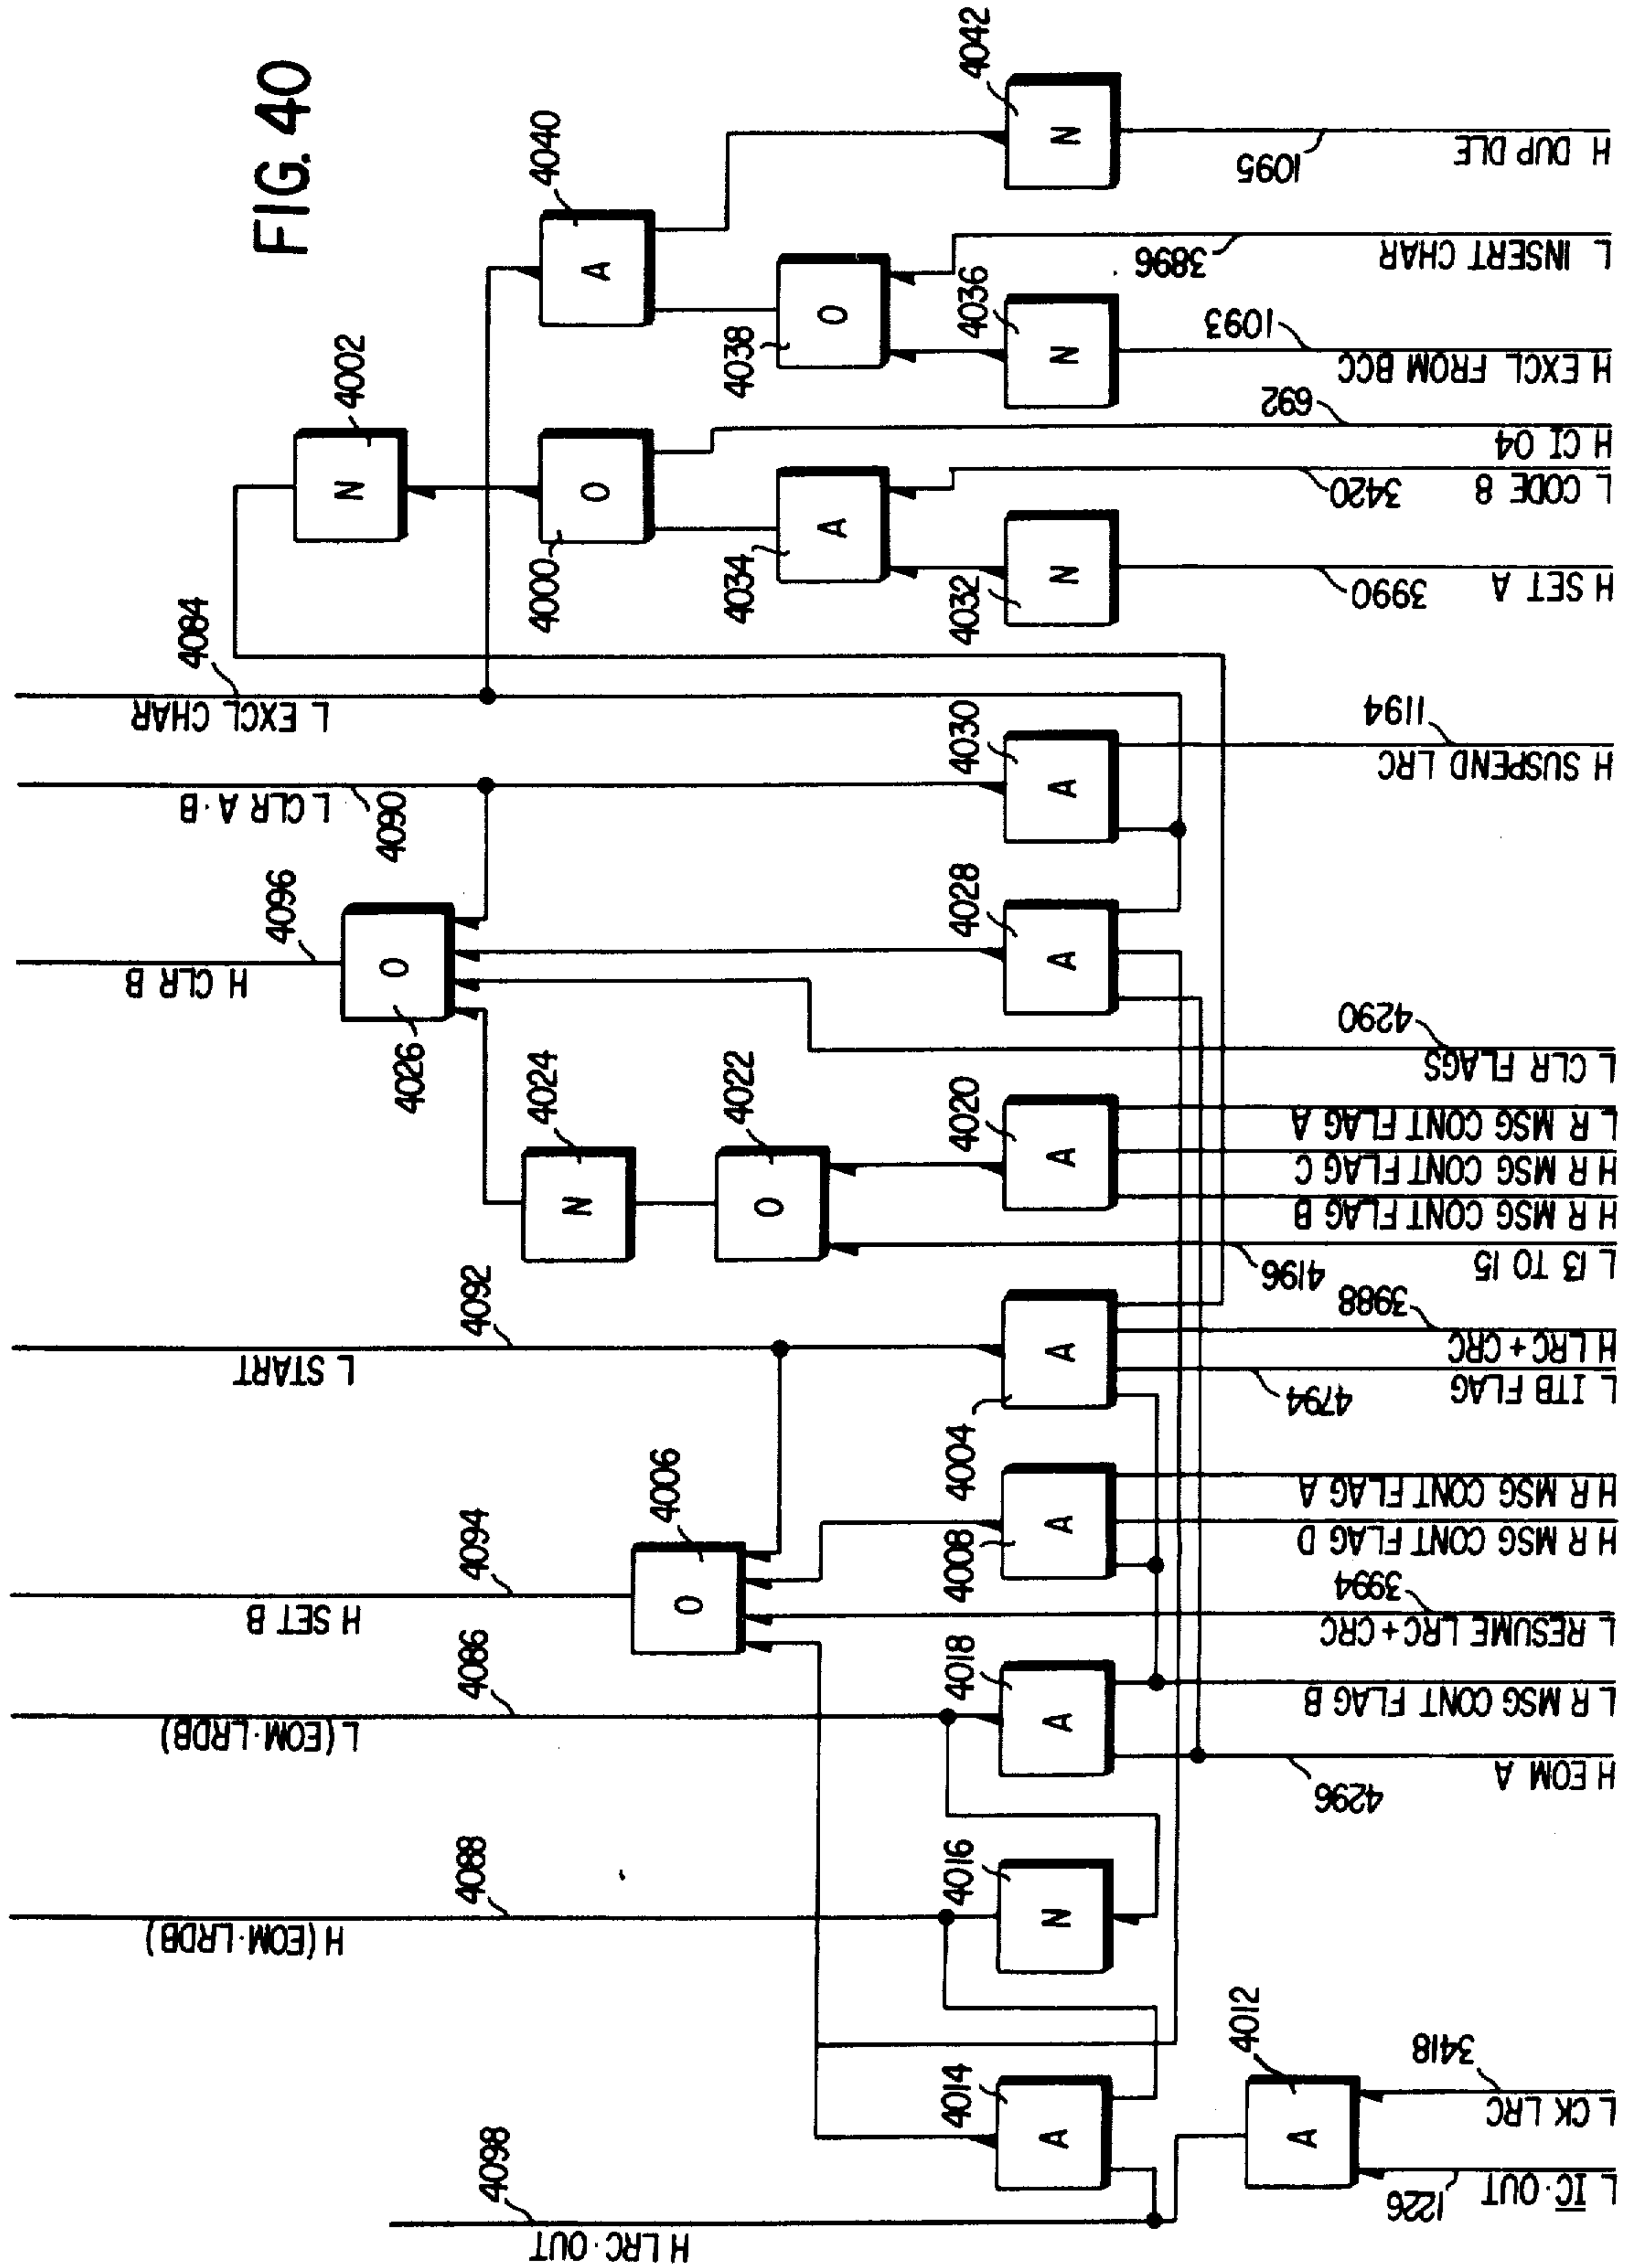 FIG. 40
H LRC·OUT
4098
H (EOM·LRDB)
4088
L (EOM·LRDB)
4086
H SET B
4094
L START
4092
H CLR B
4096
L CLR A·B
4090
L EXCL CHAR
4084
N
4002
A
4040
O
4000
O
4038
A
4034
N
4032
N
4036
N
4042
O
4026
N
4024
O
4022
O
4006
A
4014
N
4016
A
4018
A
4008
A
4004
A
4020
A
4028
A
4030
A
4012
L IC·OUT
1226
L CK LRC
3418
H EOM A
4296
L R MSG CONT FLAG B
L RESUME LRC+CRC
3994
H R MSG CONT FLAG D
H R MSG CONT FLAG A
L ITB FLAG
4794
H LRC+CRC
3988
L 13 TO 15
4196
H R MSG CONT FLAG B
H R MSG CONT FLAG C
L R MSG CONT FLAG A
L CLR FLAGS
4290
H SUSPEND LRC
1194
H SET A
3990
L CODE 8
3420
H CI 04
692
H EXCL FROM BCC
1093
L INSERT CHAR
3896
H DUP DLE
1095